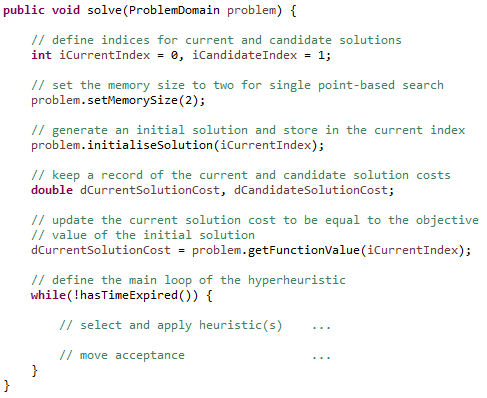 public void solve(ProblemDomain problem) {
// define indices for current and candidate solutions
int iCurrentIndex = 0, iCandidateIndex = 1;
// set the memory size to two for single point-based search
problem.setMemorySize(2);
// generate an initial solution and store in the current index
problem.initialiseSolution(iCurrentIndex);
// keep a record of the current and candidate solution costs
double dCurrentSolutionCost, dCandidateSolutionCost;
// update the current solution cost to be equal to the objective
// value of the initial solution
dCurrentSolutionCost = problem.getFunctionValue(iCurrentIndex);
// define the main loop of the hyperheuristic
while(!hasTimeExpired()) {
// select and apply heuristic(s)    ...
// move acceptance                  ...
}
}